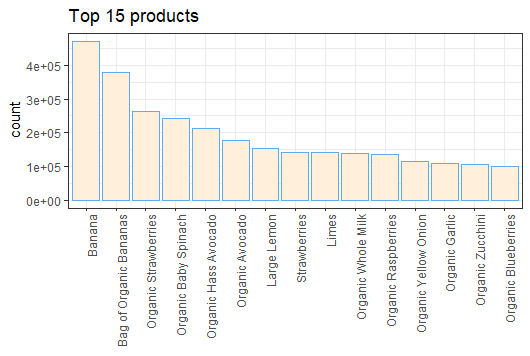 Top 15 products
count
4e+05
3e+05
2e+05
1e+05
0e+00
Banana
Bag of Organic Bananas
Organic Strawberries
Organic Baby Spinach
Organic Hass Avocado
Organic Avocado
Large Lemon
Strawberries
Limes
Organic Whole Milk
Organic Raspberries
Organic Yellow Onion
Organic Garlic
Organic Zucchini
Organic Blueberries